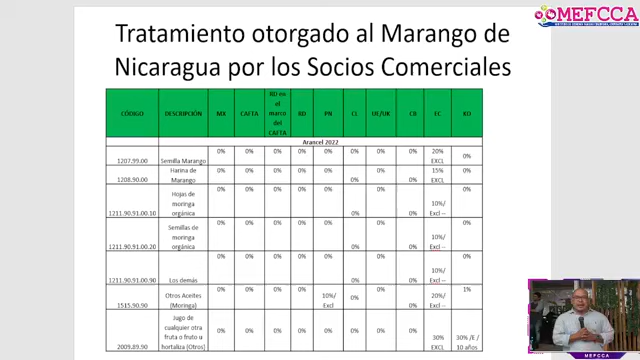 MEFCCA
Tratamiento otorgado al Marango de
Nicaragua por los Socios Comerciales
CÓDIGO DESCRIPCIÓN MX CAFTA RD en el marco del CAFTA RD PN CL UE/UK CB EC KO
Arancel 2022
1207.99.00 Semilla Marango 0% 0% 0% 0% 0% 0% 0% 0% 20% EXCL 0%
1208.90.00 Harina de Marango 0% 0% 0% 0% 0% 0% 0% 0% 15% EXCL 0%
1211.90.91.00.10 Hojas de moringa orgánica 0% 0% 0% 0% 0% 0% 0% 0% 10%/ Excl -- 0%
1211.90.91.00.20 Semillas de moringa orgánica 0% 0% 0% 0% 0% 0% 0% 0% 10%/ Excl -- 0%
1211.90.91.00.90 Los demás 0% 0% 0% 0% 0% 0% 0% 0% 10%/ Excl -- 0%
1515.90.90 Otros Aceites (Moringa) 0% 0% 0% 0% 10%/ Excl 0% 0% 0% 20%/ Excl -- 1%
2009.89.90 Jugo de cualquier otra fruta o fruto u hortaliza (Otros) 0% 0% 0% 0% 0% 0% 0% 0% 30% EXCL 30% /E / 10 años
MEFCCA